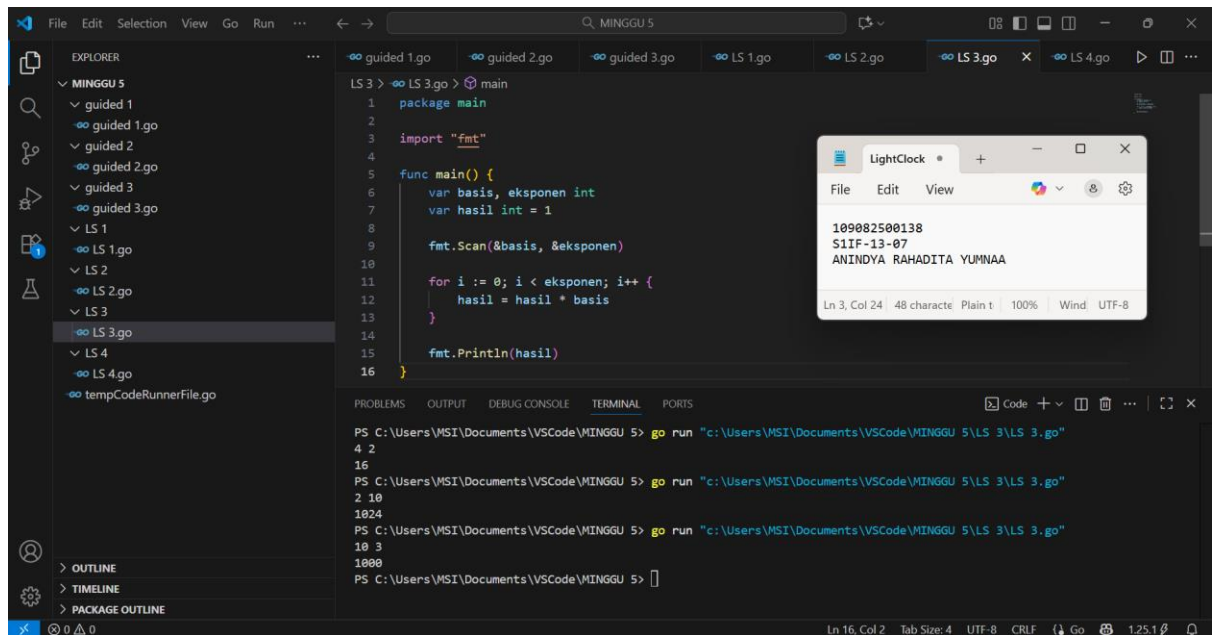 File Edit Selection View Go Run ···
MINGGU 5
EXPLORER ···
MINGGU 5
guided 1
guided 1.go
guided 2
guided 2.go
guided 3
guided 3.go
LS 1
LS 1.go
LS 2
LS 2.go
LS 3
LS 3.go
LS 4
LS 4.go
tempCodeRunnerFile.go
OUTLINE
TIMELINE
PACKAGE OUTLINE
guided 1.go guided 2.go guided 3.go LS 1.go LS 2.go LS 3.go LS 4.go
LS 3 > LS 3.go > main
1 package main
2
3 import "fmt"
4
5 func main() {
6 var basis, eksponen int
7 var hasil int = 1
8
9 fmt.Scan(&basis, &eksponen)
10
11 for i := 0; i < eksponen; i++ {
12 hasil = hasil * basis
13 }
14
15 fmt.Println(hasil)
16 }
LightClock
File Edit View
109082500138
S1IF-13-07
ANINDYA RAHADITA YUMNAA
Ln 3, Col 24 48 characte Plain t 100% Wind UTF-8
PROBLEMS OUTPUT DEBUG CONSOLE TERMINAL PORTS Code
PS C:\Users\MSI\Documents\VSCode\MINGGU 5> go run "c:\Users\MSI\Documents\VSCode\MINGGU 5\LS 3\LS 3.go"
4 2
16
PS C:\Users\MSI\Documents\VSCode\MINGGU 5> go run "c:\Users\MSI\Documents\VSCode\MINGGU 5\LS 3\LS 3.go"
2 10
1024
PS C:\Users\MSI\Documents\VSCode\MINGGU 5> go run "c:\Users\MSI\Documents\VSCode\MINGGU 5\LS 3\LS 3.go"
10 3
1000
PS C:\Users\MSI\Documents\VSCode\MINGGU 5>
0 0 Ln 16, Col 2 Tab Size: 4 UTF-8 CRLF Go 1.25.1